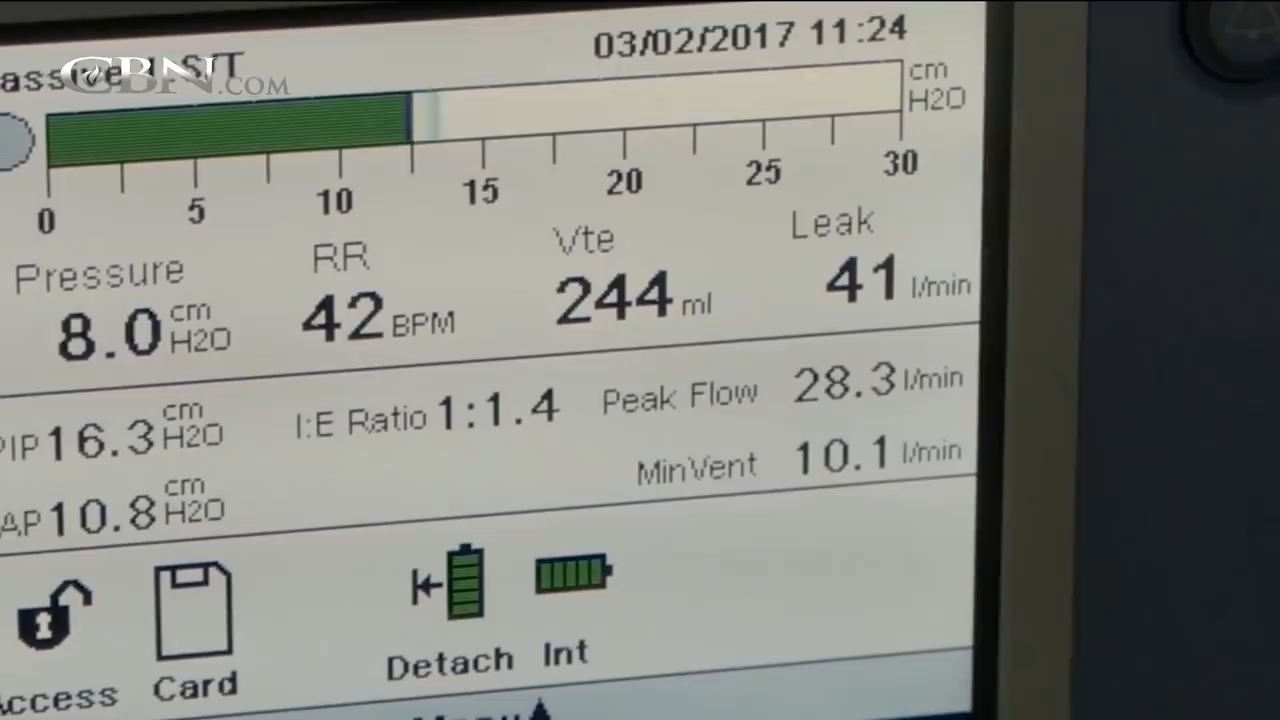 03/02/2017 11:24
CBN.COM
S/T
cm
H2O
0 5 10 15 20 25 30
Pressure RR Vte Leak
8.0 cm H2O 42 BPM 244 ml 41 l/min
PIP 16.3 cm H2O I:E Ratio 1:1.4 Peak Flow 28.3 l/min
AP 10.8 cm H2O MinVent 10.1 l/min
Access Card Detach Int
Menu